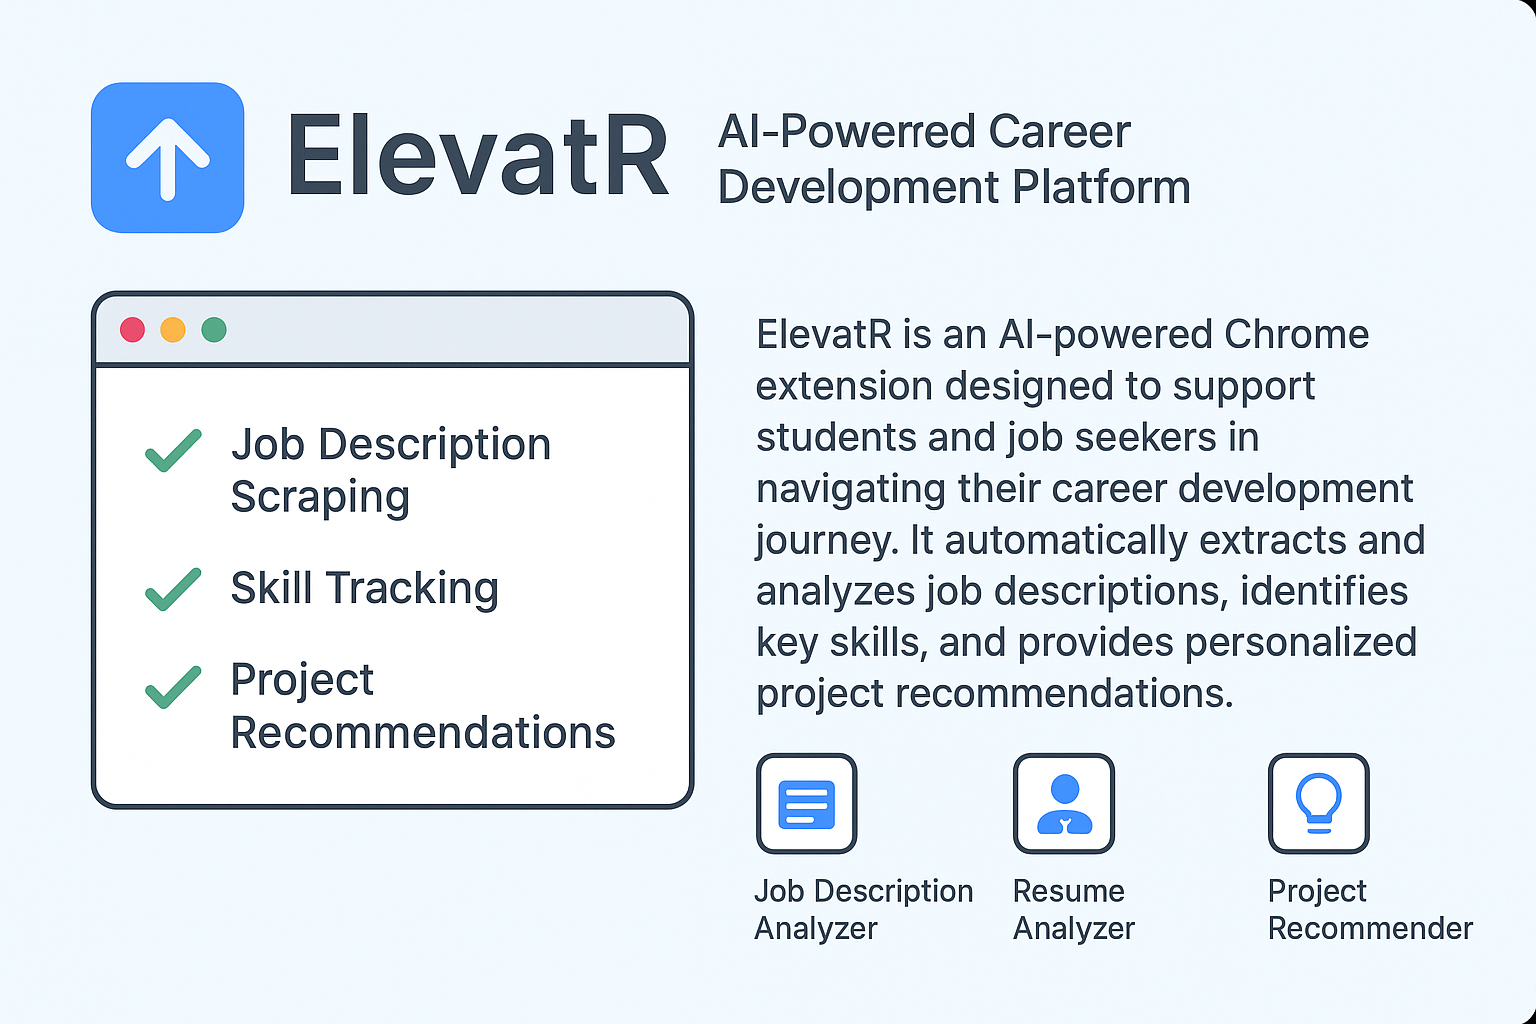 ElevatR
AI-Powerred Career
Development Platform
Job Description
Scraping
Skill Tracking
Project
Recommendations
ElevatR is an AI-powered Chrome
extension designed to support
students and job seekers in
navigating their career development
journey. It automatically extracts and
analyzes job descriptions, identifies
key skills, and provides personalized
project recommendations.
Job Description
Analyzer
Resume
Analyzer
Project
Recommender